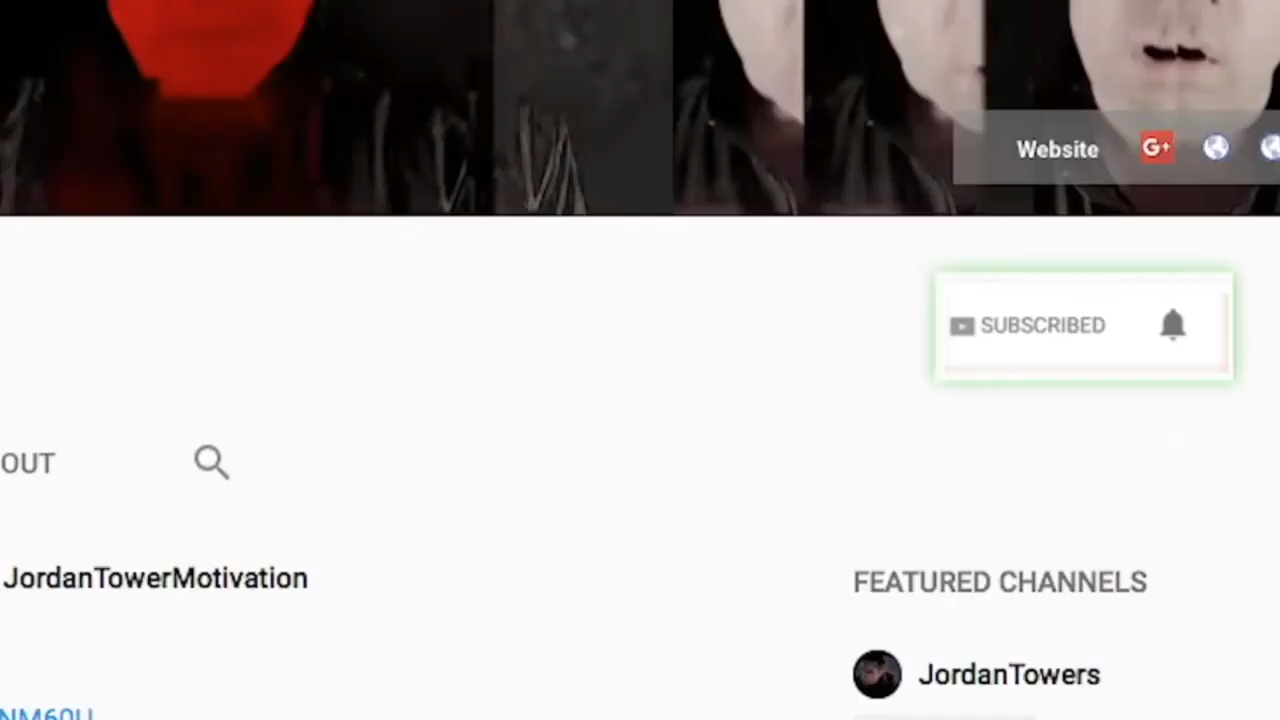 Website G+
SUBSCRIBED
OUT
JordanTowerMotivation
FEATURED CHANNELS
JordanTowers